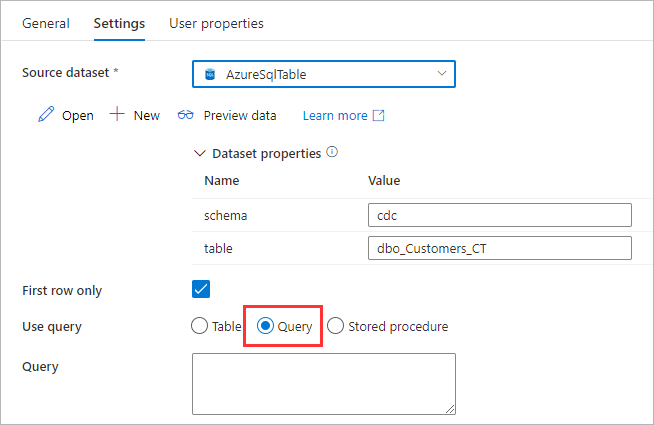 General Settings User properties
Source dataset * AzureSqlTable
Open New Preview data Learn more
Dataset properties
Name Value
schema cdc
table dbo_Customers_CT
First row only
Use query Table Query Stored procedure
Query